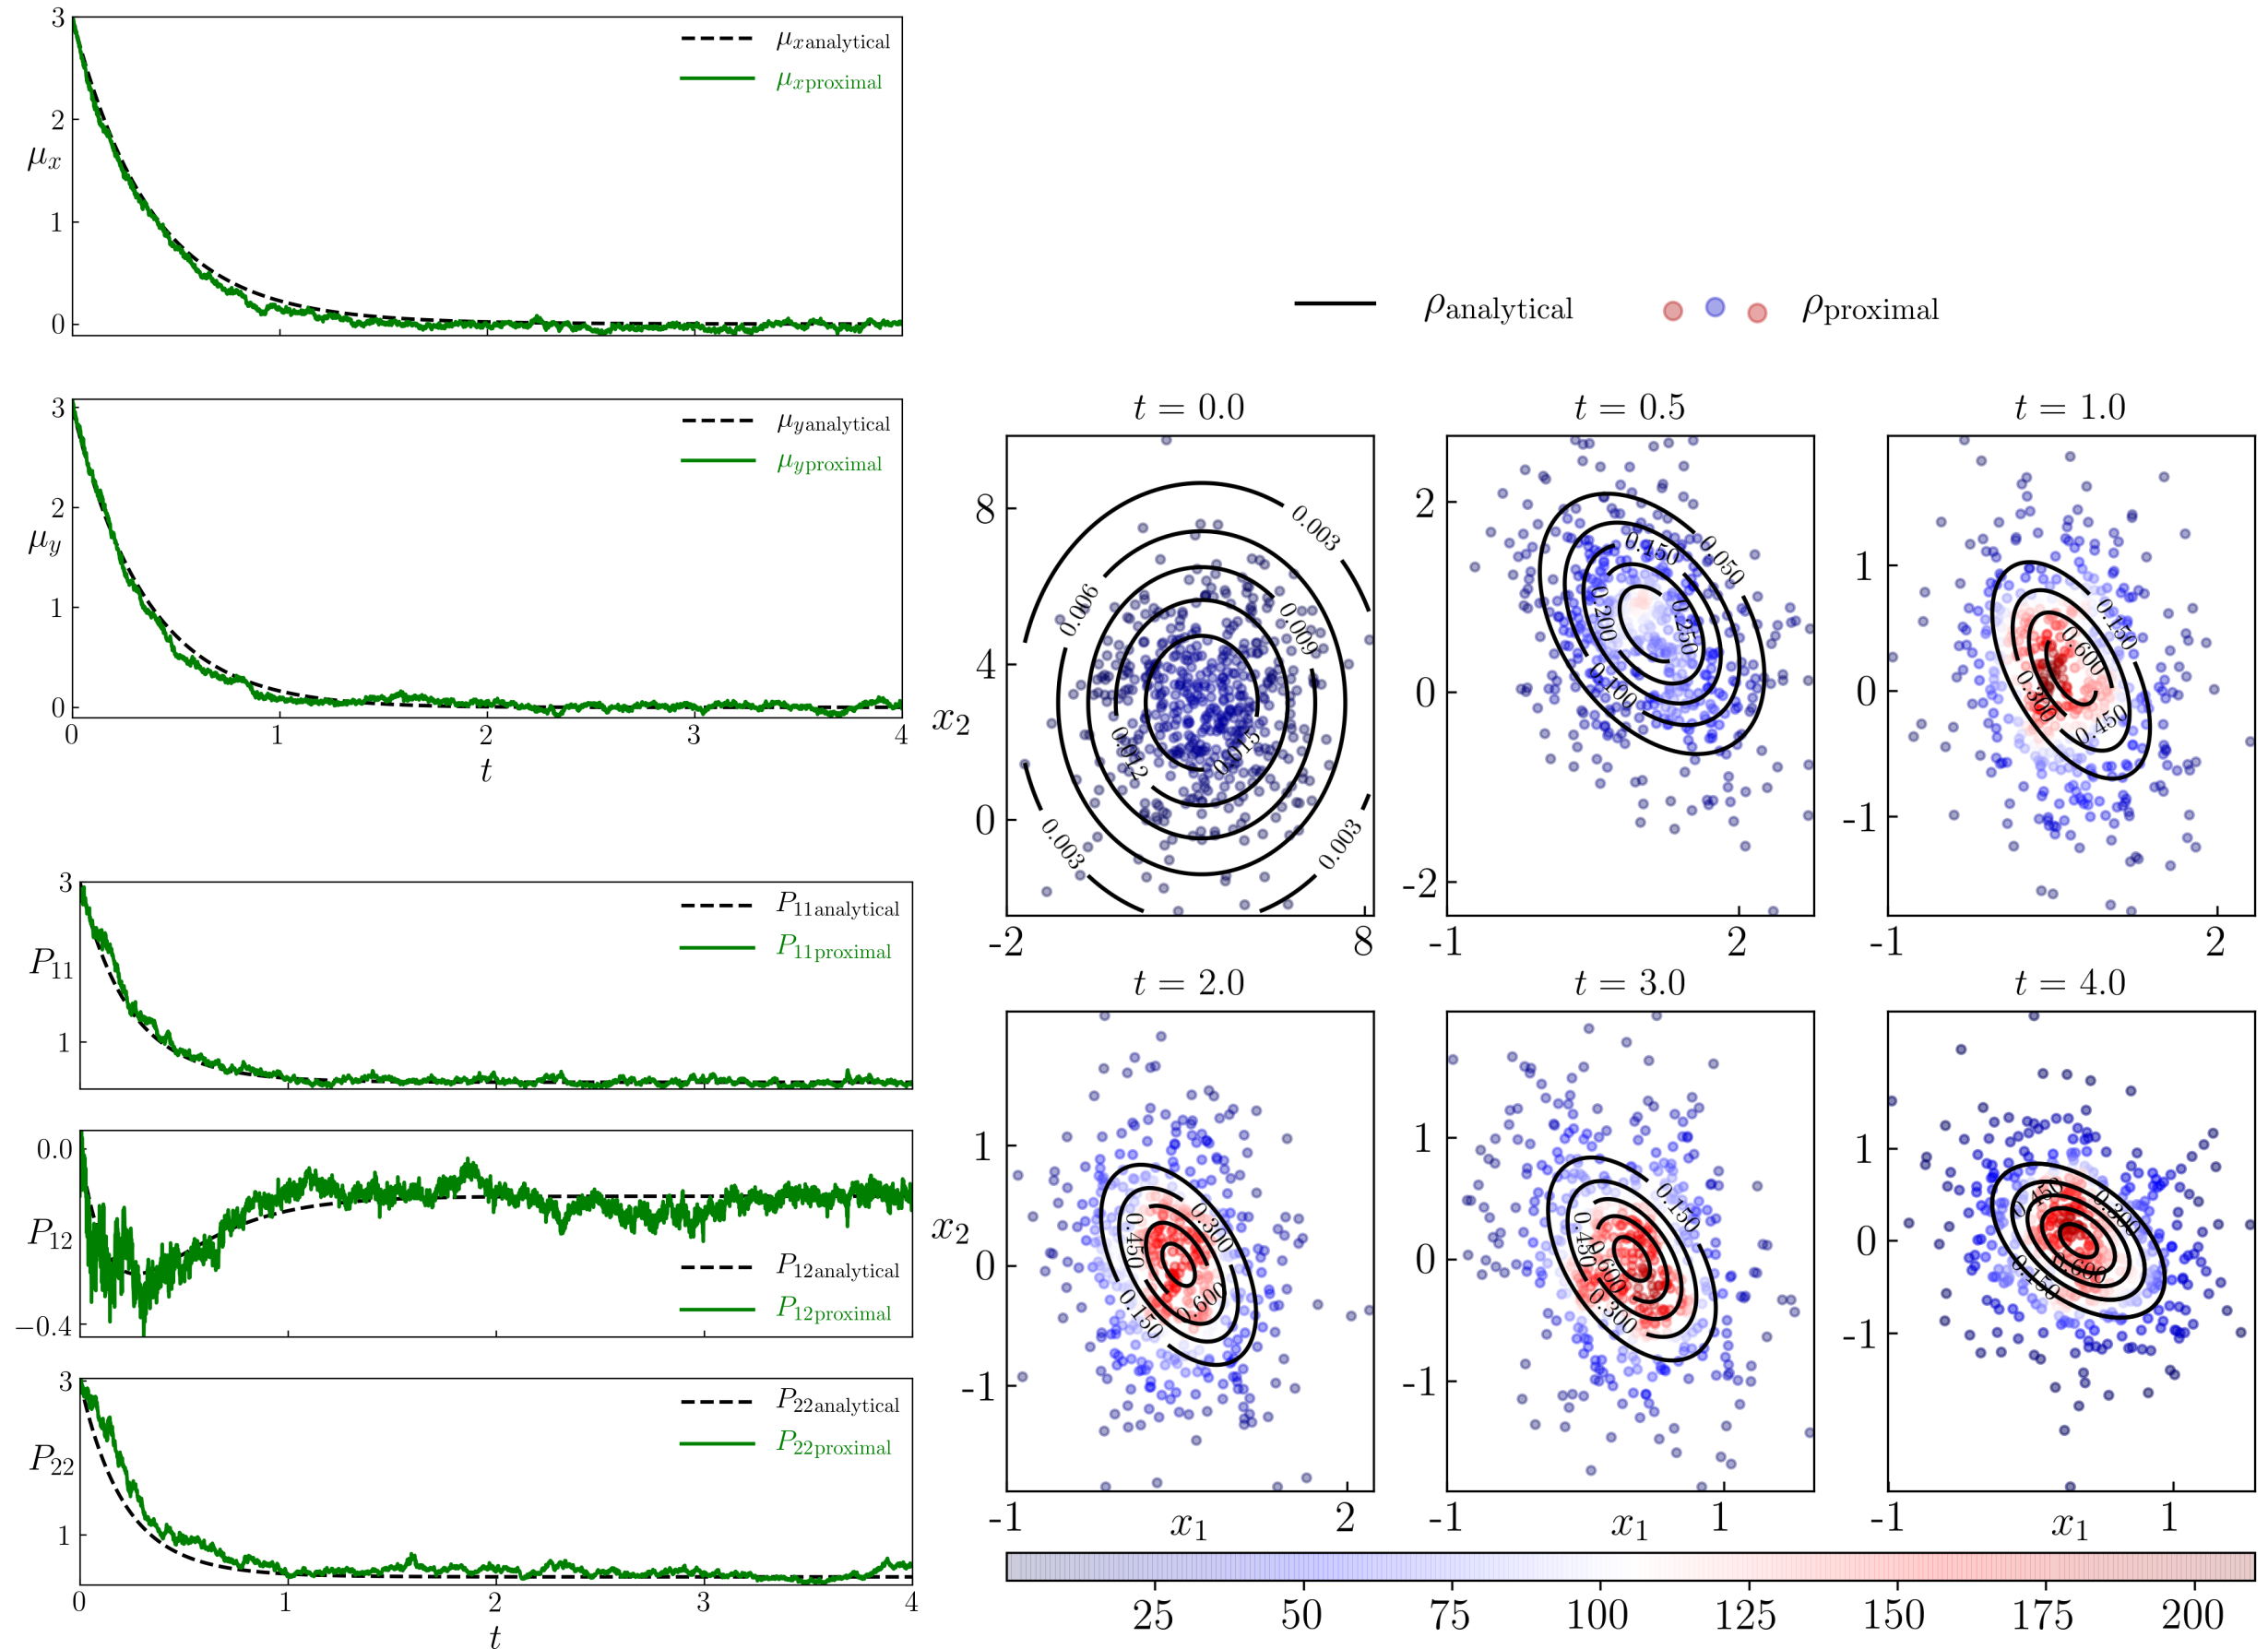 3
2
μx
1
0
μx analytical
μx proximal
3
2
μy
1
0
μy analytical
μy proximal
0 1 2 3 4
t
3
P11
1
P11 analytical
P11 proximal
0.0
P12
−0.4
P12 analytical
P12 proximal
3
P22
1
P22 analytical
P22 proximal
0 1 2 3 4
t
ρanalytical ρproximal
t = 0.0
8
4
x2
0
-2 8
0.003
0.006
0.009
0.012
0.015
0.003
0.003
t = 0.5
2
0
-2
-1 2
0.150
0.050
0.200
0.250
0.100
t = 1.0
1
0
-1
-1 2
0.150
0.600
0.300
0.450
t = 2.0
1
x2
0
-1
-1 2
x1
0.300
0.450
0.600
0.150
t = 3.0
1
0
-1
-1 1
x1
0.150
0.450
0.600
0.300
t = 4.0
1
0
-1
-1 1
x1
0.450
0.300
0.600
0.150
25 50 75 100 125 150 175 200